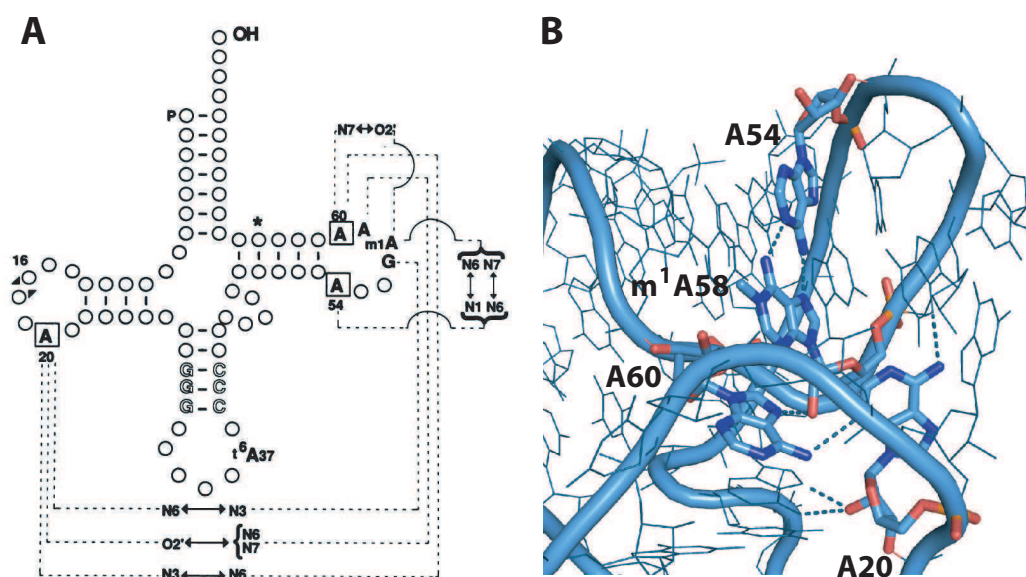 A
OH
P
N7 O2'
*
60
A A
m1A
G
16
N6 N7
A
54
N1 N6
A
20
G C
G C
G C
t6A37
N6 N3
O2' { N6
N7
N3 N6
B
A54
m1A58
A60
A20